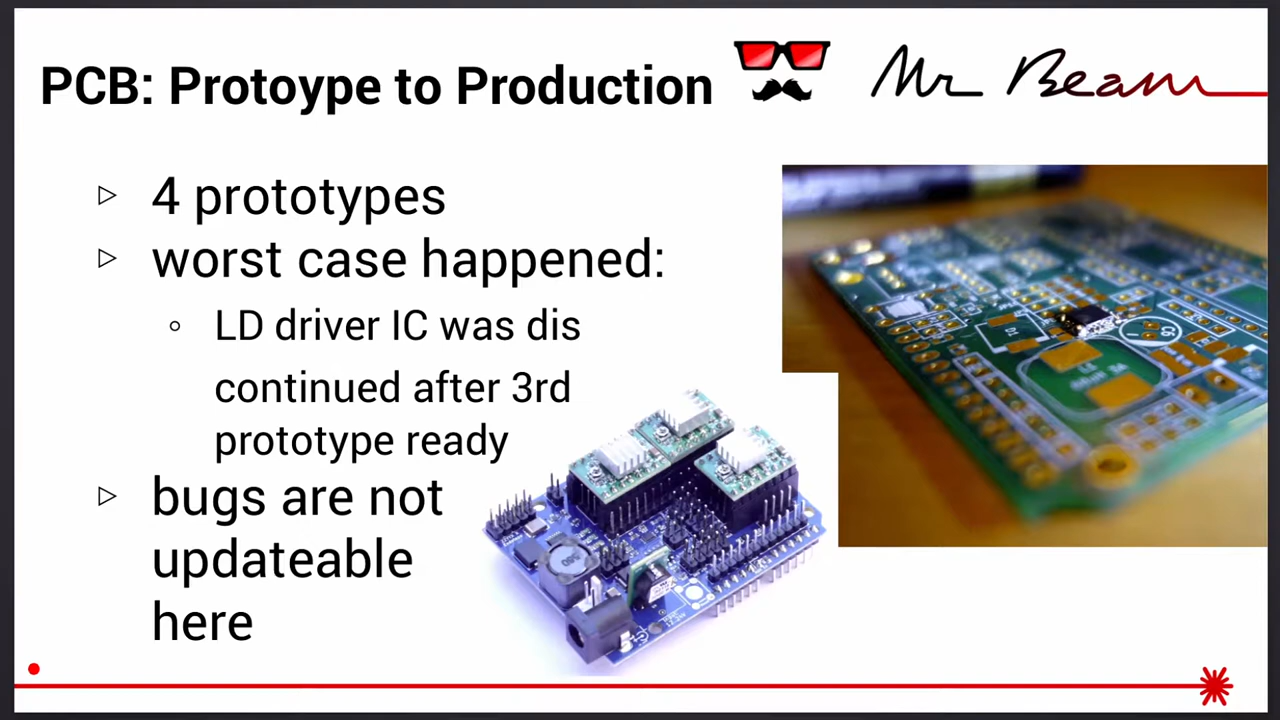 PCB: Protoype to Production
Mr Beam
4 prototypes
worst case happened:
LD driver IC was dis
continued after 3rd
prototype ready
bugs are not
updateable
here